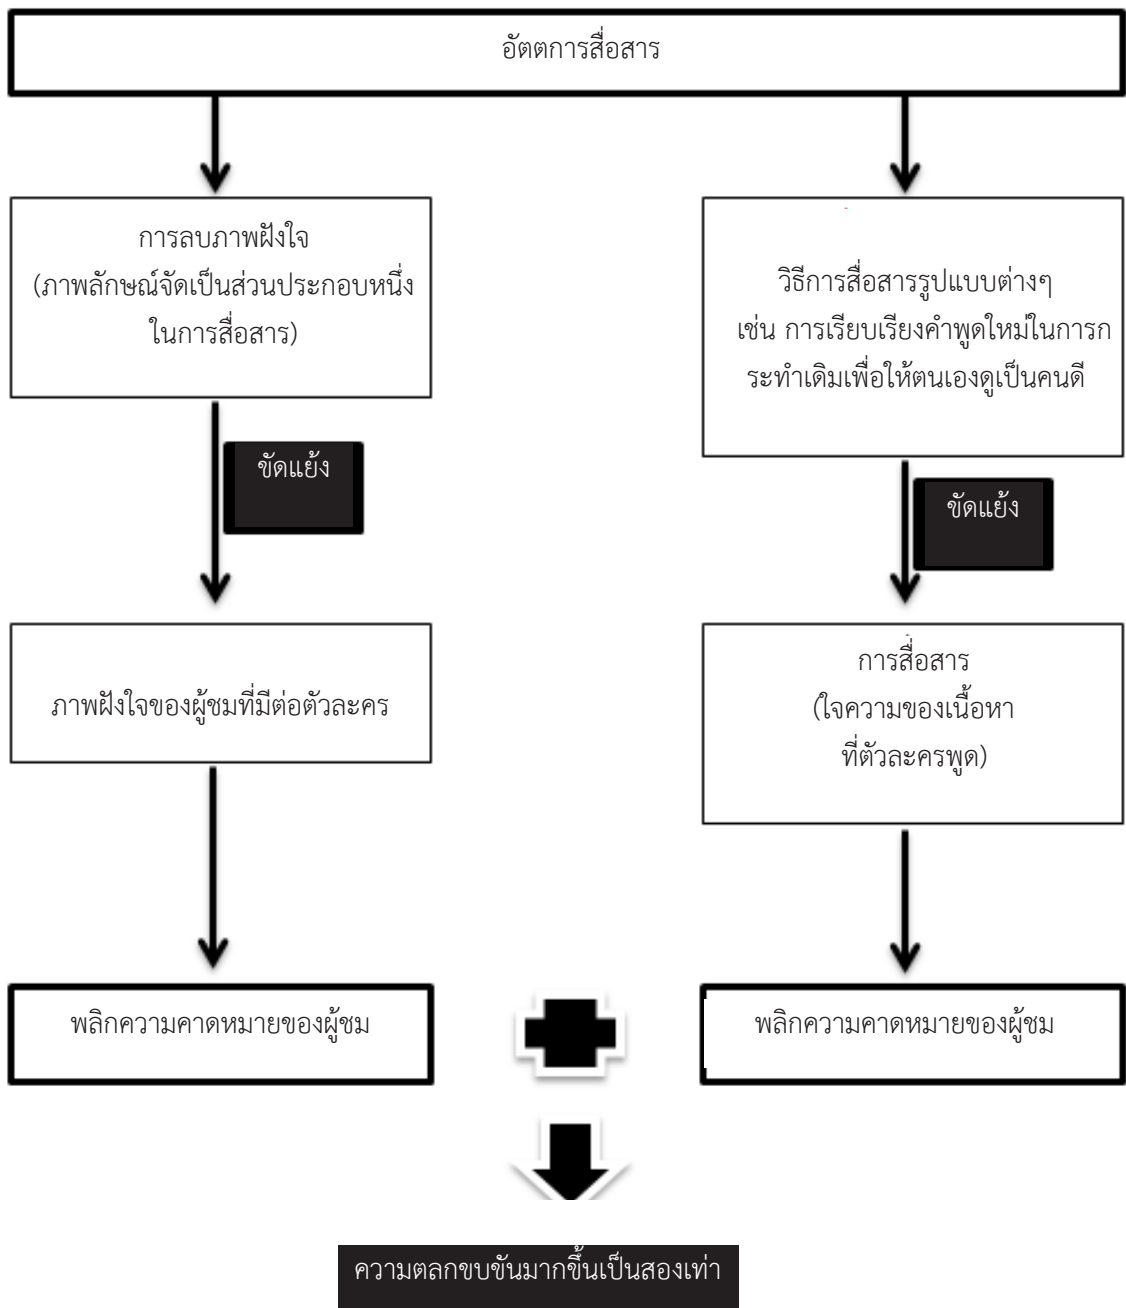 อัตตการสื่อสาร
การลบภาพฝังใจ
(ภาพลักษณ์จัดเป็นส่วนประกอบหนึ่ง
ในการสื่อสาร)
วิธีการสื่อสารรูปแบบต่างๆ
เช่น การเรียบเรียงคำพูดใหม่ในการก
ระทำเดิมเพื่อให้ตนเองดูเป็นคนดี
ขัดแย้ง
ขัดแย้ง
ภาพฝังใจของผู้ชมที่มีต่อตัวละคร
การสื่อสาร
(ใจความของเนื้อหา
ที่ตัวละครพูด)
พลิกความคาดหมายของผู้ชม
พลิกความคาดหมายของผู้ชม
ความตลกขบขันมากขึ้นเป็นสองเท่า